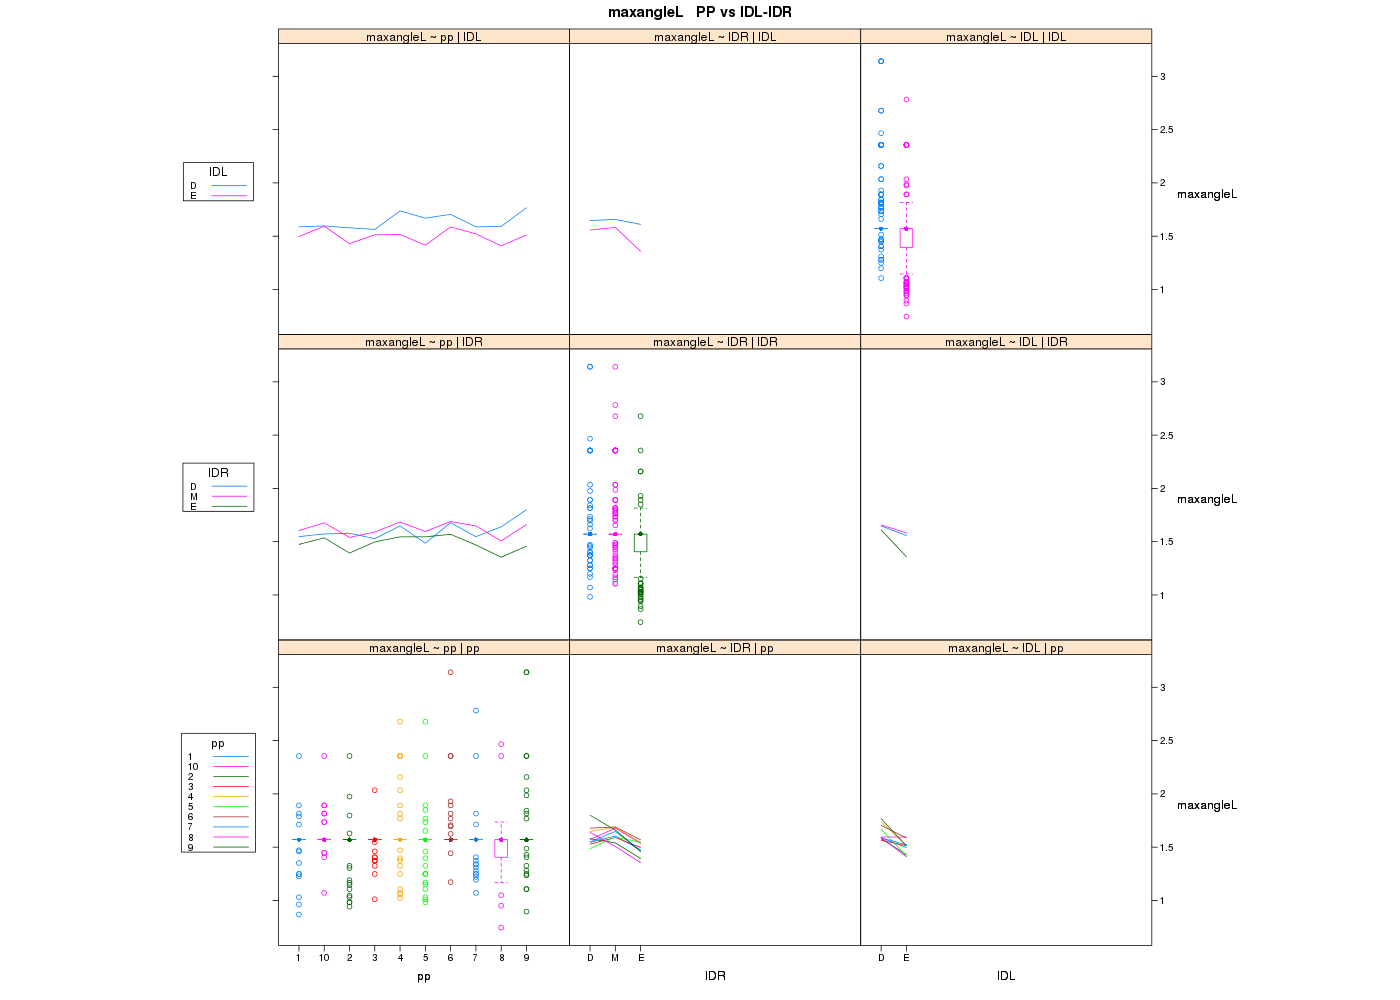 maxangleL PP vs IDL-IDR
maxangleL ~ pp | IDL
maxangleL ~ IDR | IDL
maxangleL ~ IDL | IDL
IDL
D
E
3
2.5
2
1.5
1
maxangleL
maxangleL ~ pp | IDR
maxangleL ~ IDR | IDR
maxangleL ~ IDL | IDR
IDR
D
M
E
3
2.5
2
1.5
1
maxangleL
maxangleL ~ pp | pp
maxangleL ~ IDR | pp
maxangleL ~ IDL | pp
pp
1
10
2
3
4
5
6
7
8
9
3
2.5
2
1.5
1
maxangleL
1 10 2 3 4 5 6 7 8 9
D M E
D E
pp
IDR
IDL